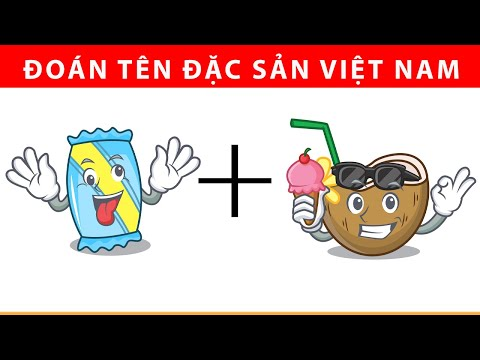 ĐOÁN TÊN ĐẶC SẢN VIỆT NAM
+